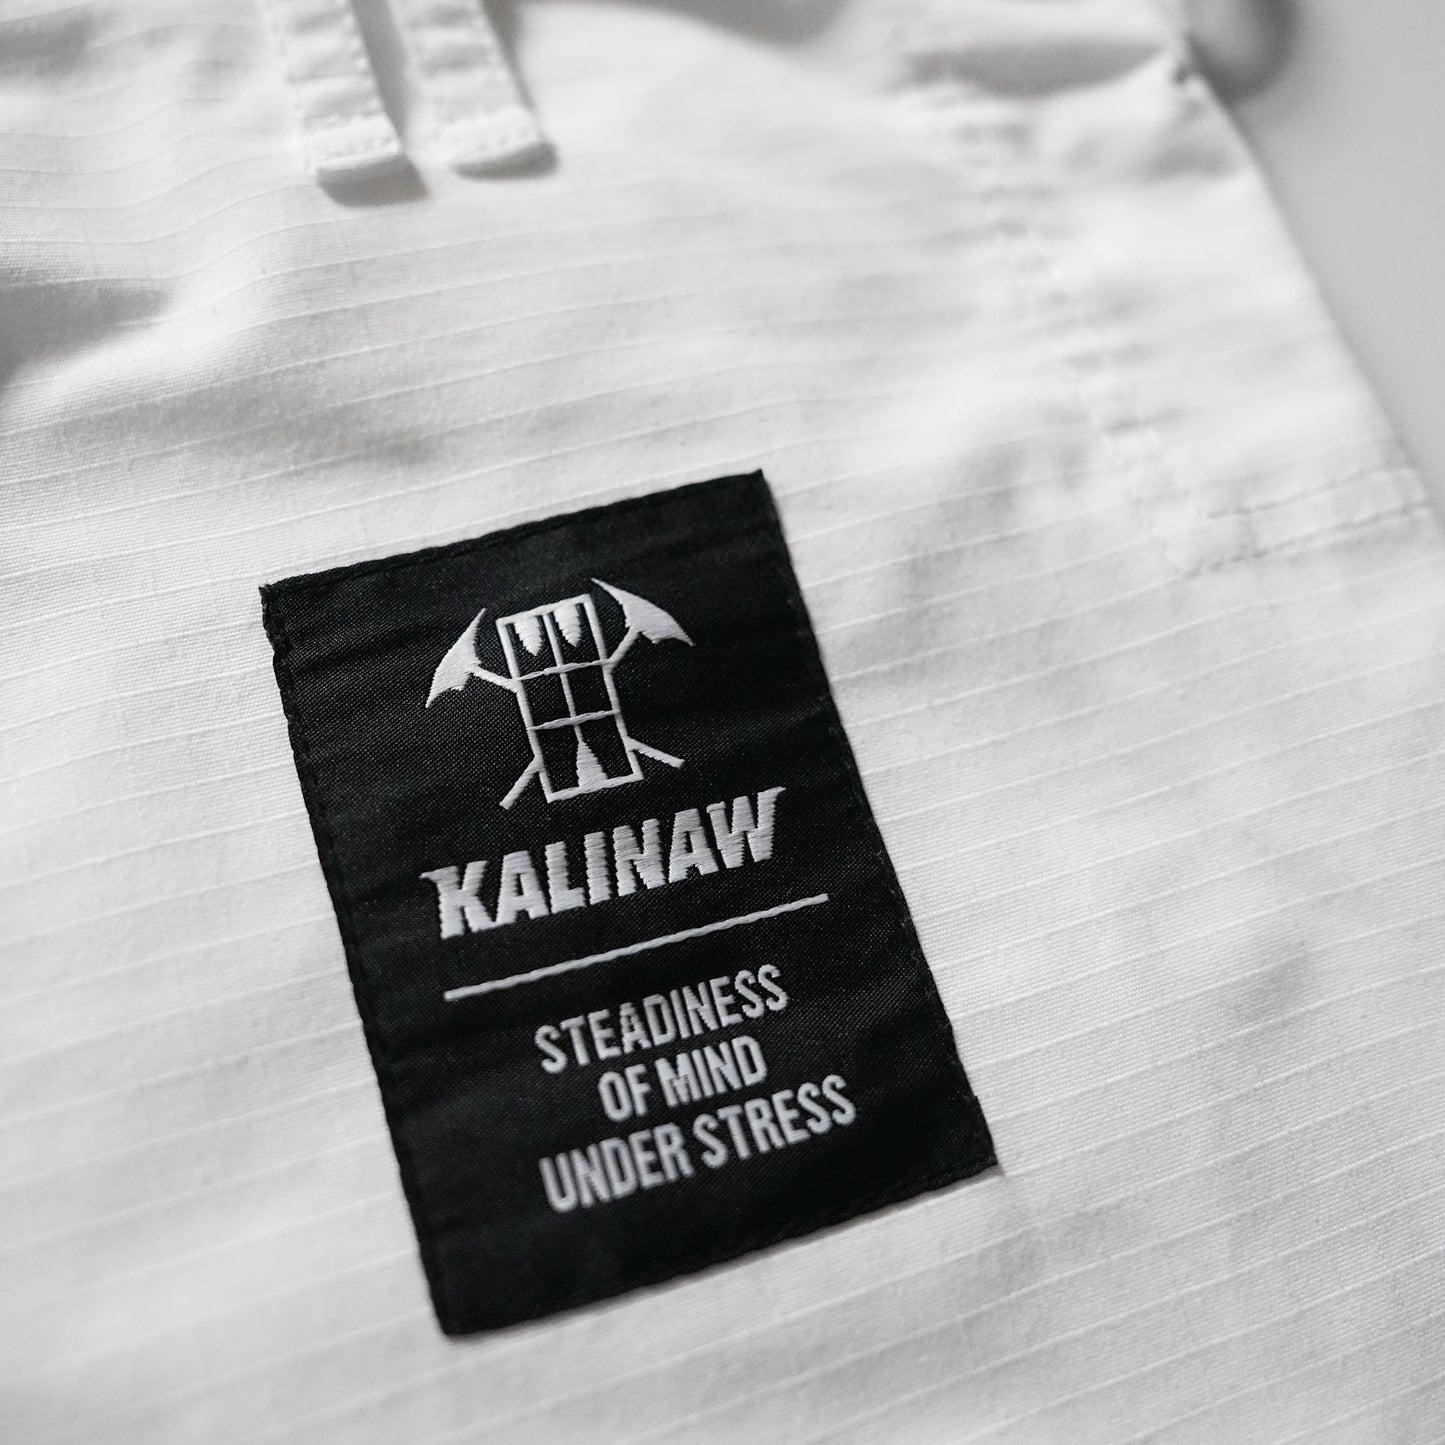 KALINAW
STEADINESS
OF MIND
UNDER STRESS